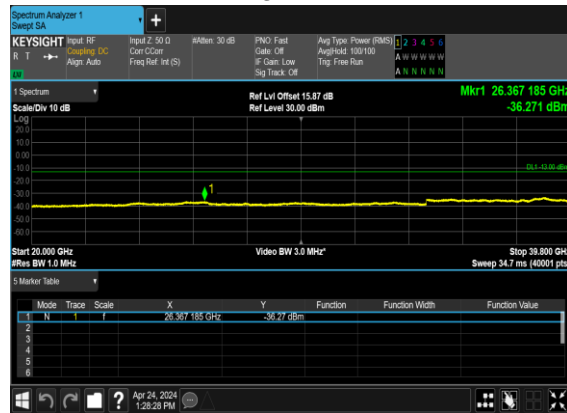 Spectrum Analyzer 1
Swept SA
+
KEYSIGHT Input: RF Input Z: 50 Ω #Atten: 30 dB PNO: Fast Avg Type: Power (RMS) 1 2 3 4 5 6
R T Coupling: DC Corr CCorr Gate: Off Avg|Hold: 100/100 A W W W W W
Align: Auto Freq Ref: Int (S) IF Gain: Low Trig: Free Run
Sig Track: Off A N N N N N
1 Spectrum Ref Lvl Offset 15.87 dB Mkr1 26.367 185 GHz
Scale/Div 10 dB Ref Level 30.00 dBm -36.271 dBm
Log
20.0
10.0
0.00
-10.0
DL1 -13.00 dBm
-20.0
-30.0
1
-40.0
-50.0
-60.0
Start 20.000 GHz Video BW 3.0 MHz* Stop 39.800 GHz
#Res BW 1.0 MHz Sweep 34.7 ms (40001 pts)
5 Marker Table
Mode Trace Scale X Y Function Function Width Function Value
1 N 1 f 26.367 185 GHz -36.27 dBm
2
3
4
5
6
? Apr 24, 2024
1:28:28 PM